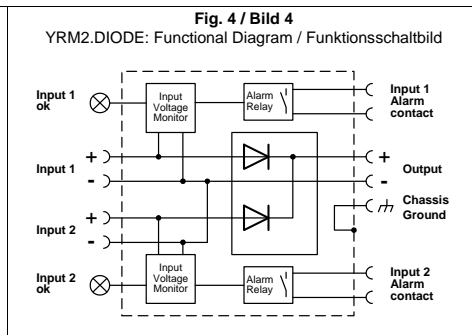 Fig. 4 / Bild 4
YRM2.DIODE: Functional Diagram / Funktionsschaltbild
Input 1
ok
Input
Voltage
Monitor
Alarm
Relay
Input 1
Alarm
contact
Input 1
+
-
+
-
Output
Chassis
Ground
Input 2
+
-
Input 2
ok
Input
Voltage
Monitor
Alarm
Relay
Input 2
Alarm
contact